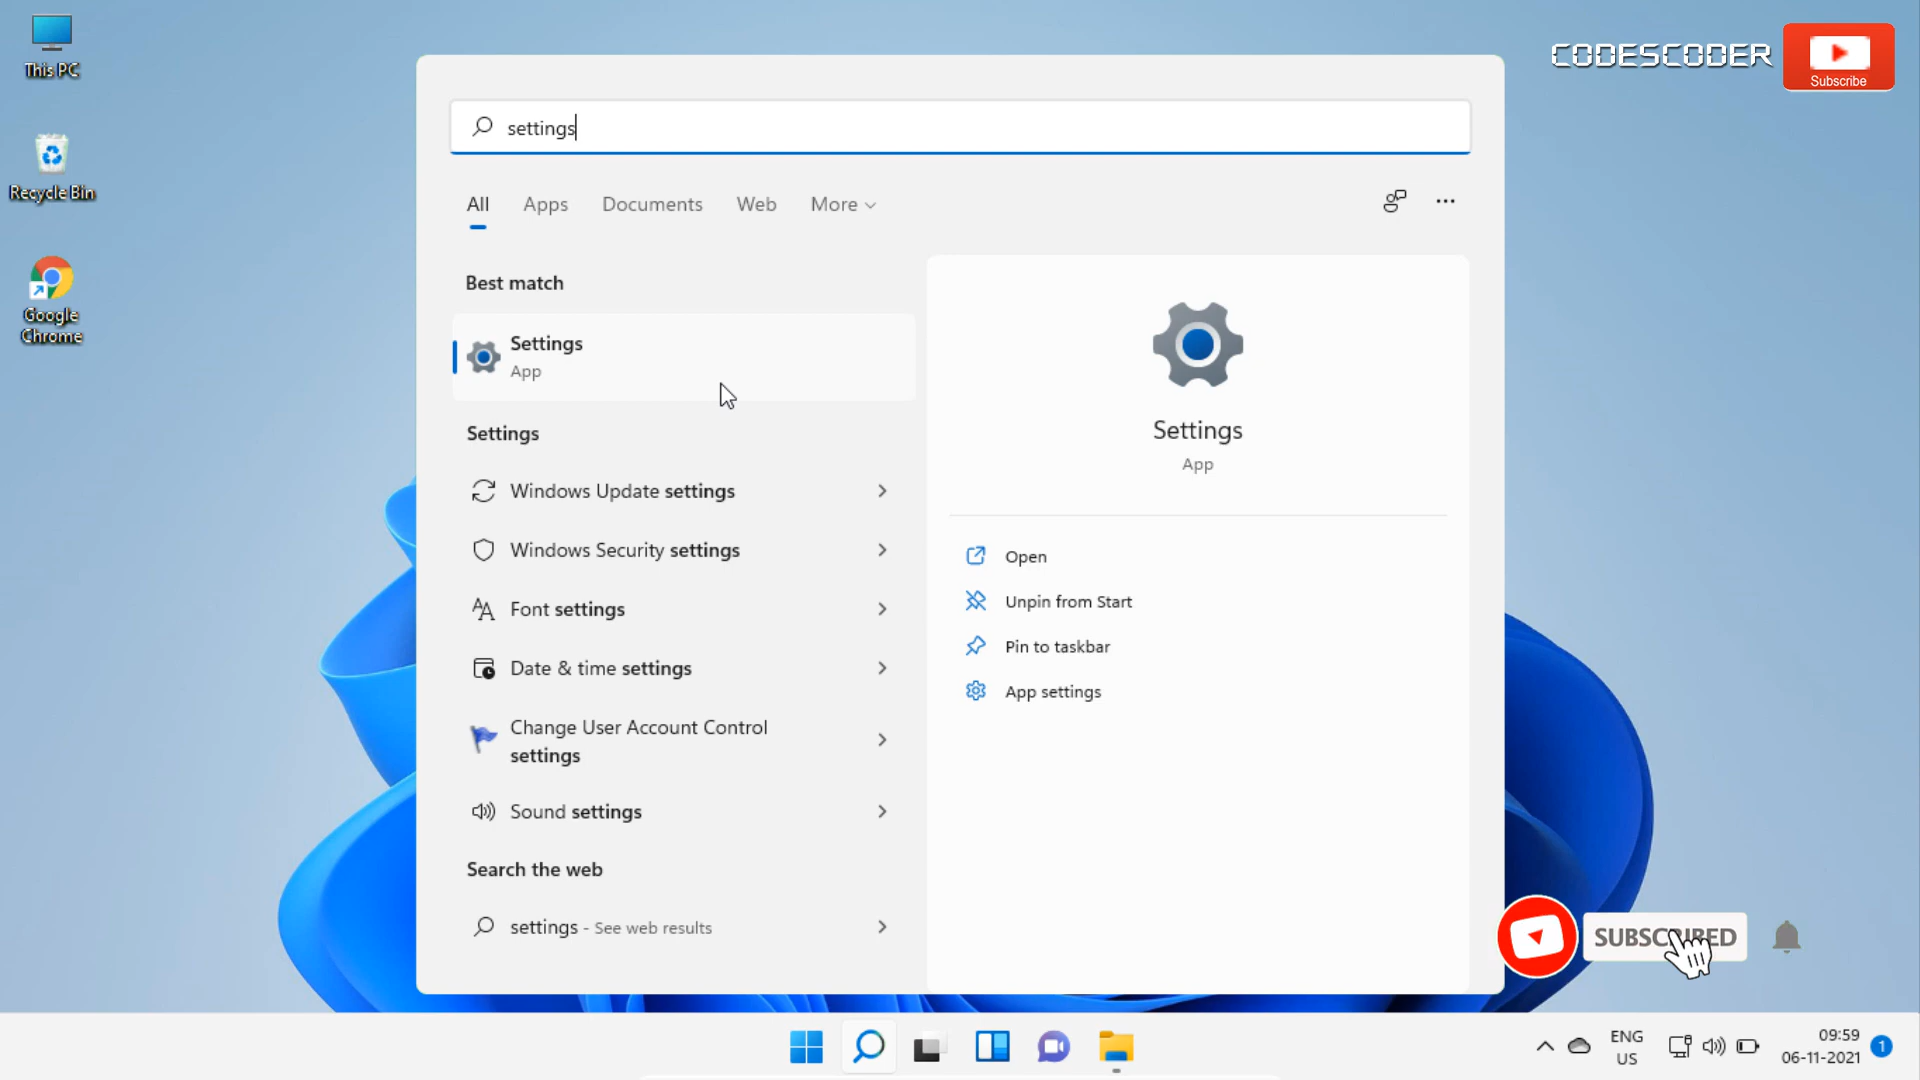 This PC
Recycle Bin
Google
Chrome
CODESCODER
Subscribe
settings
All
Apps
Documents
Web
More
Best match
Settings
App
Settings
Windows Update settings
Windows Security settings
Font settings
Date & time settings
Change User Account Control
settings
Sound settings
Search the web
settings - See web results
Settings
App
Open
Unpin from Start
Pin to taskbar
App settings
SUBSCRIBED
ENG
US
09:59
06-11-2021
1